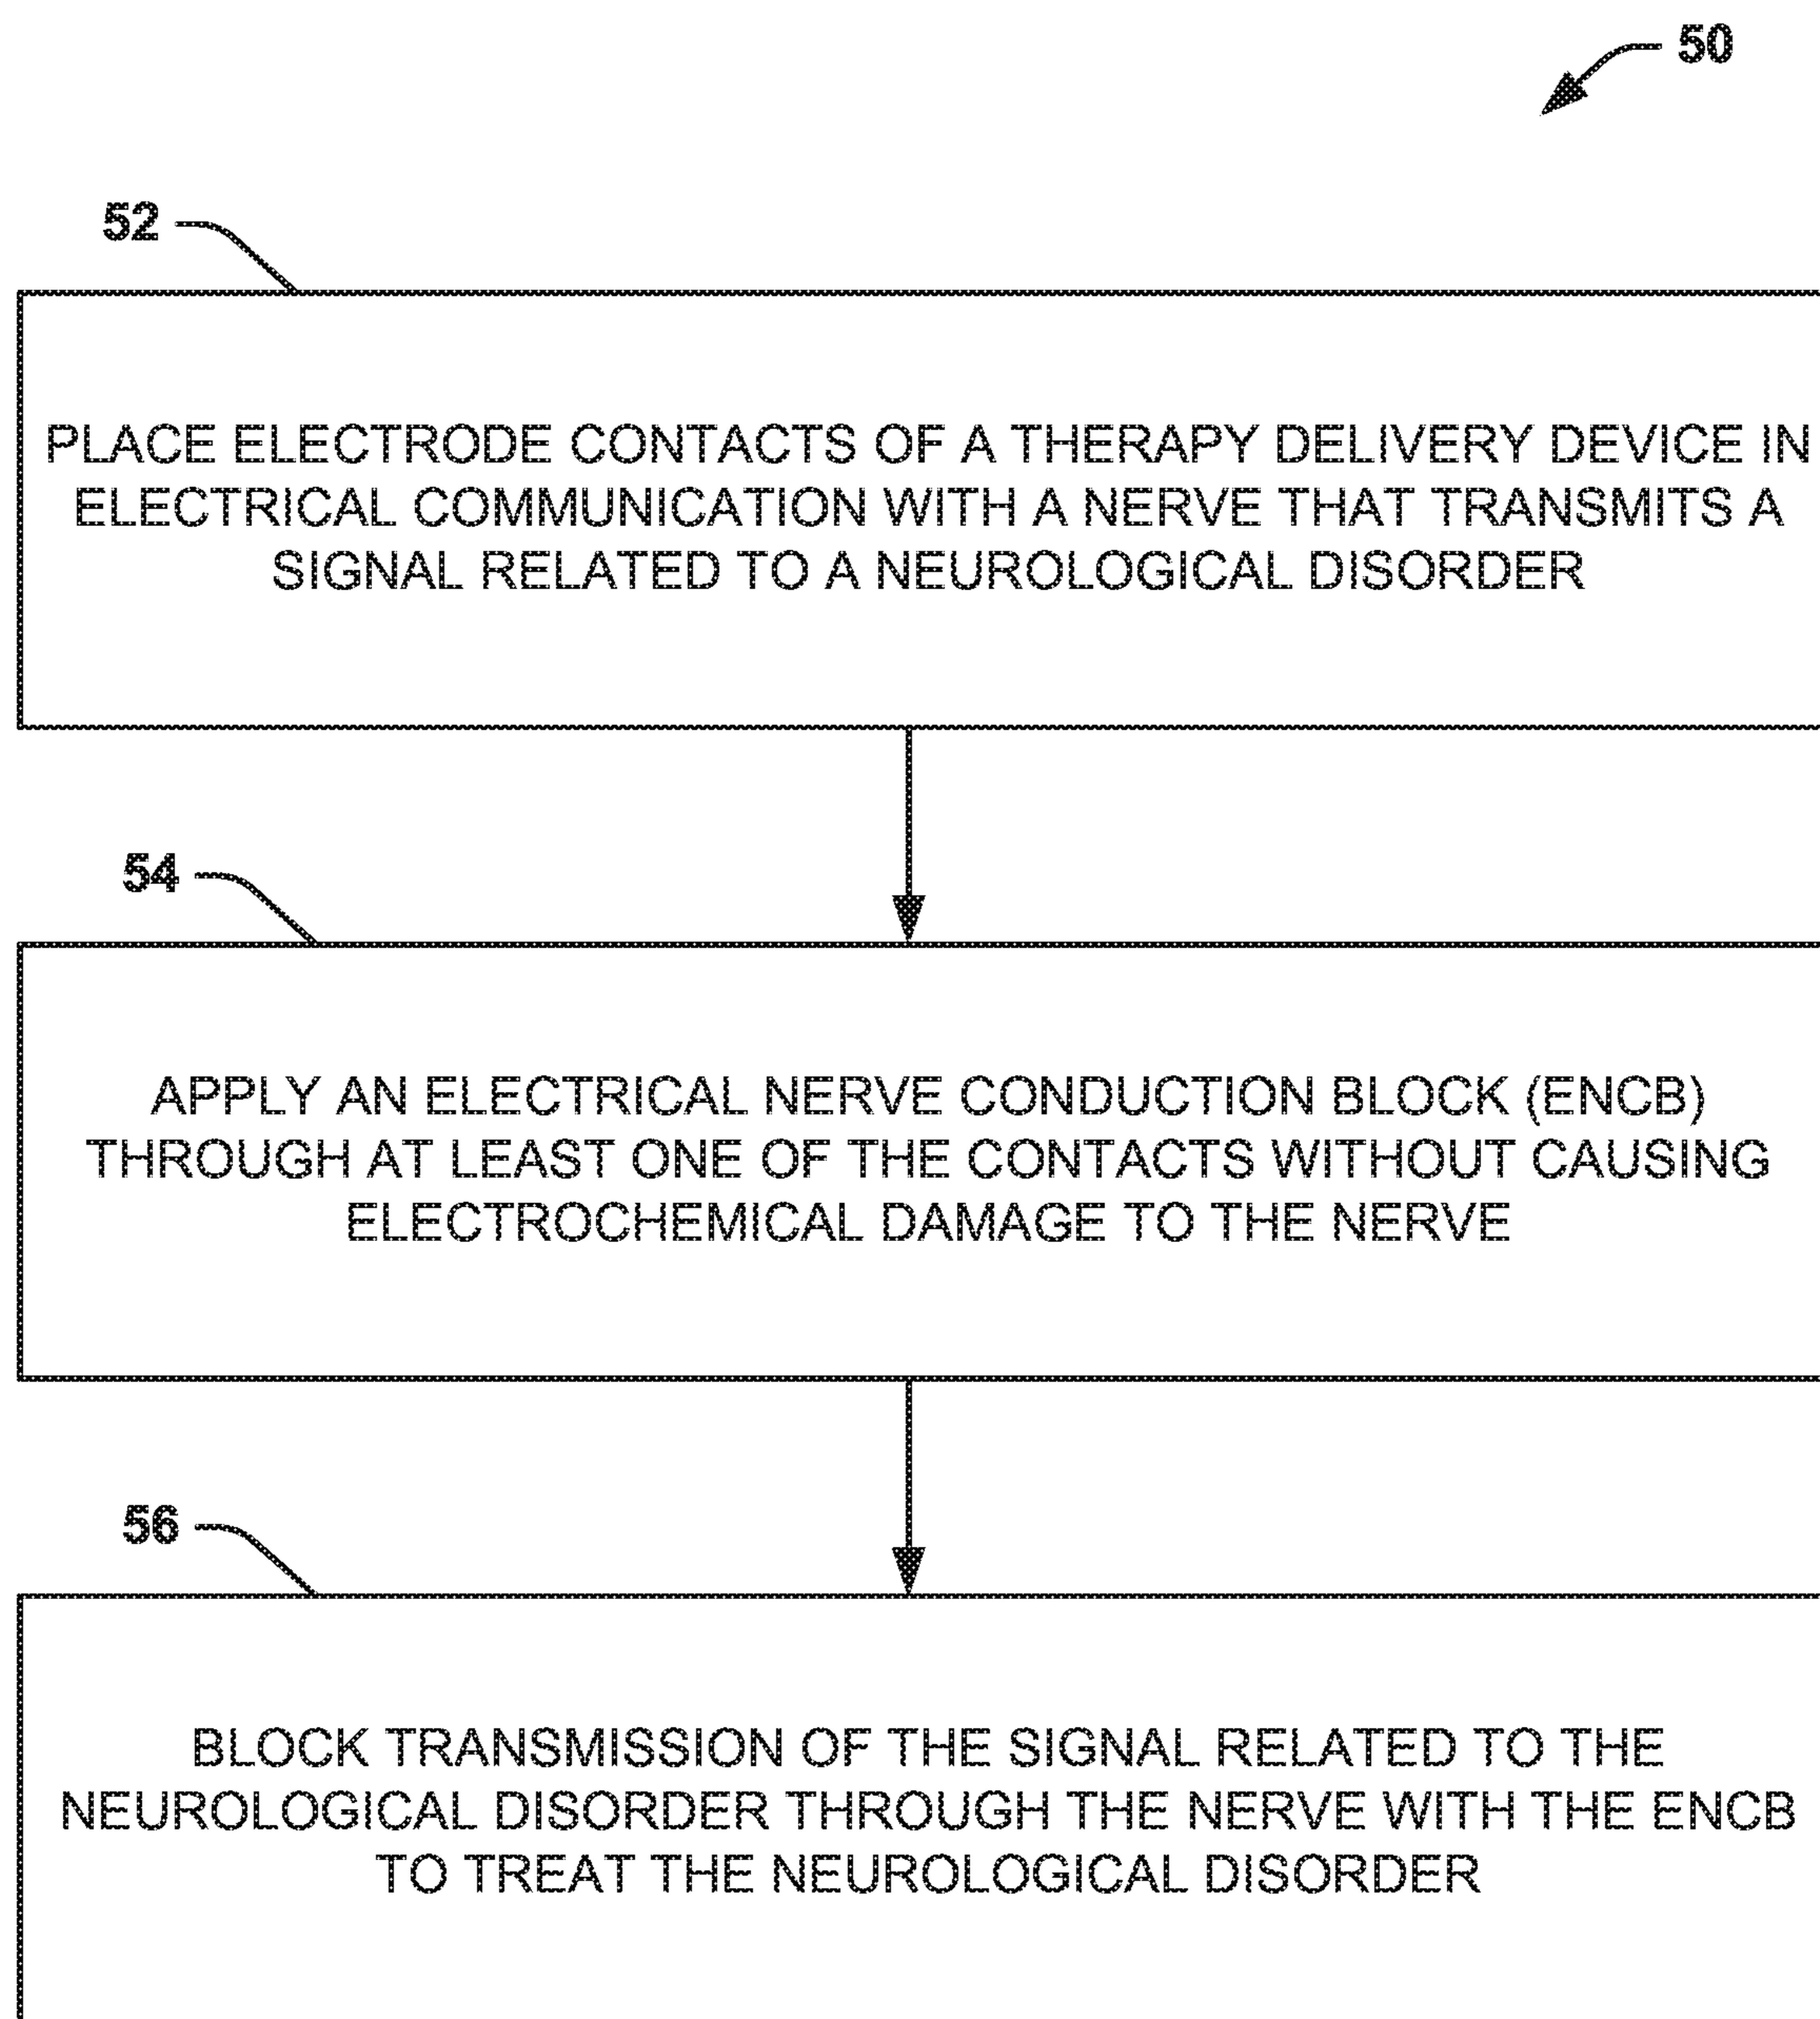 50
52
PLACE ELECTRODE CONTACTS OF A THERAPY DELIVERY DEVICE IN
ELECTRICAL COMMUNICATION WITH A NERVE THAT TRANSMITS A
SIGNAL RELATED TO A NEUROLOGICAL DISORDER
54
APPLY AN ELECTRICAL NERVE CONDUCTION BLOCK (ENCB)
THROUGH AT LEAST ONE OF THE CONTACTS WITHOUT CAUSING
ELECTROCHEMICAL DAMAGE TO THE NERVE
56
BLOCK TRANSMISSION OF THE SIGNAL RELATED TO THE
NEUROLOGICAL DISORDER THROUGH THE NERVE WITH THE ENCB
TO TREAT THE NEUROLOGICAL DISORDER